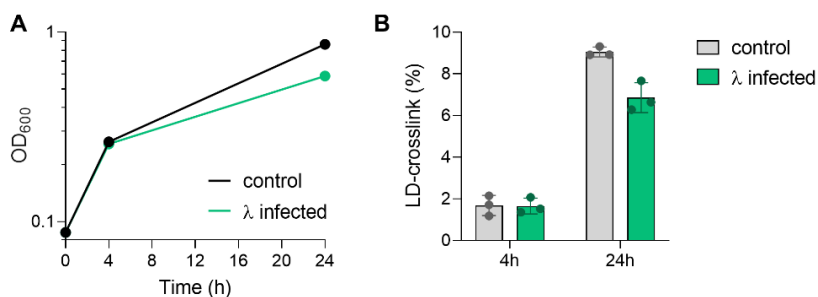 A
1
OD600
0.1
control
λ infected
0 4 8 12 16 20 24
Time (h)
B
10
8
6
4
2
0
LD-crosslink (%)
4h 24h
control
λ infected